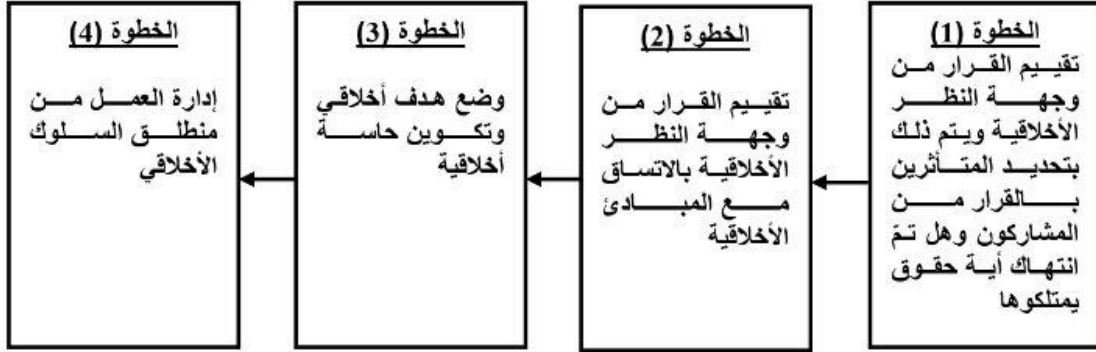 الخطوة (1)
تقييم القرار من
وجهة النظر
الأخلاقية ويتم ذلك
بتحديد المتأثرين
بالقرار من
المشاركون وهل تمّ
انتهاك أية حقوق
يمتلكوها
الخطوة (2)
تقييم القرار من
وجهة النظر
الأخلاقية بالاتساق
مع المبادئ
الأخلاقية
الخطوة (3)
وضع هدف أخلاقي
وتكوين حاسة
أخلاقية
الخطوة (4)
إدارة العمل من
منطلق السلوك
الأخلاقي